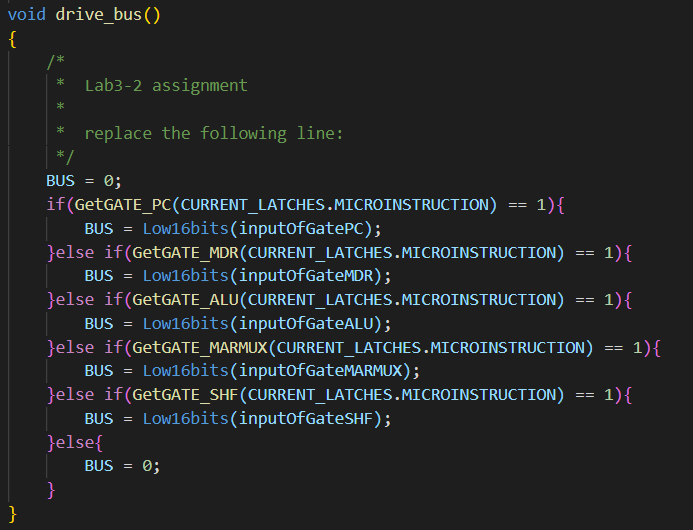 void drive_bus()
{
    /*
     *  Lab3-2 assignment
     *
     *  replace the following line:
     */
    BUS = 0;
    if(GetGATE_PC(CURRENT_LATCHES.MICROINSTRUCTION) == 1){
        BUS = Low16bits(inputOfGatePC);
    }else if(GetGATE_MDR(CURRENT_LATCHES.MICROINSTRUCTION) == 1){
        BUS = Low16bits(inputOfGateMDR);
    }else if(GetGATE_ALU(CURRENT_LATCHES.MICROINSTRUCTION) == 1){
        BUS = Low16bits(inputOfGateALU);
    }else if(GetGATE_MARMUX(CURRENT_LATCHES.MICROINSTRUCTION) == 1){
        BUS = Low16bits(inputOfGateMARMUX);
    }else if(GetGATE_SHF(CURRENT_LATCHES.MICROINSTRUCTION) == 1){
        BUS = Low16bits(inputOfGateSHF);
    }else{
        BUS = 0;
    }
}